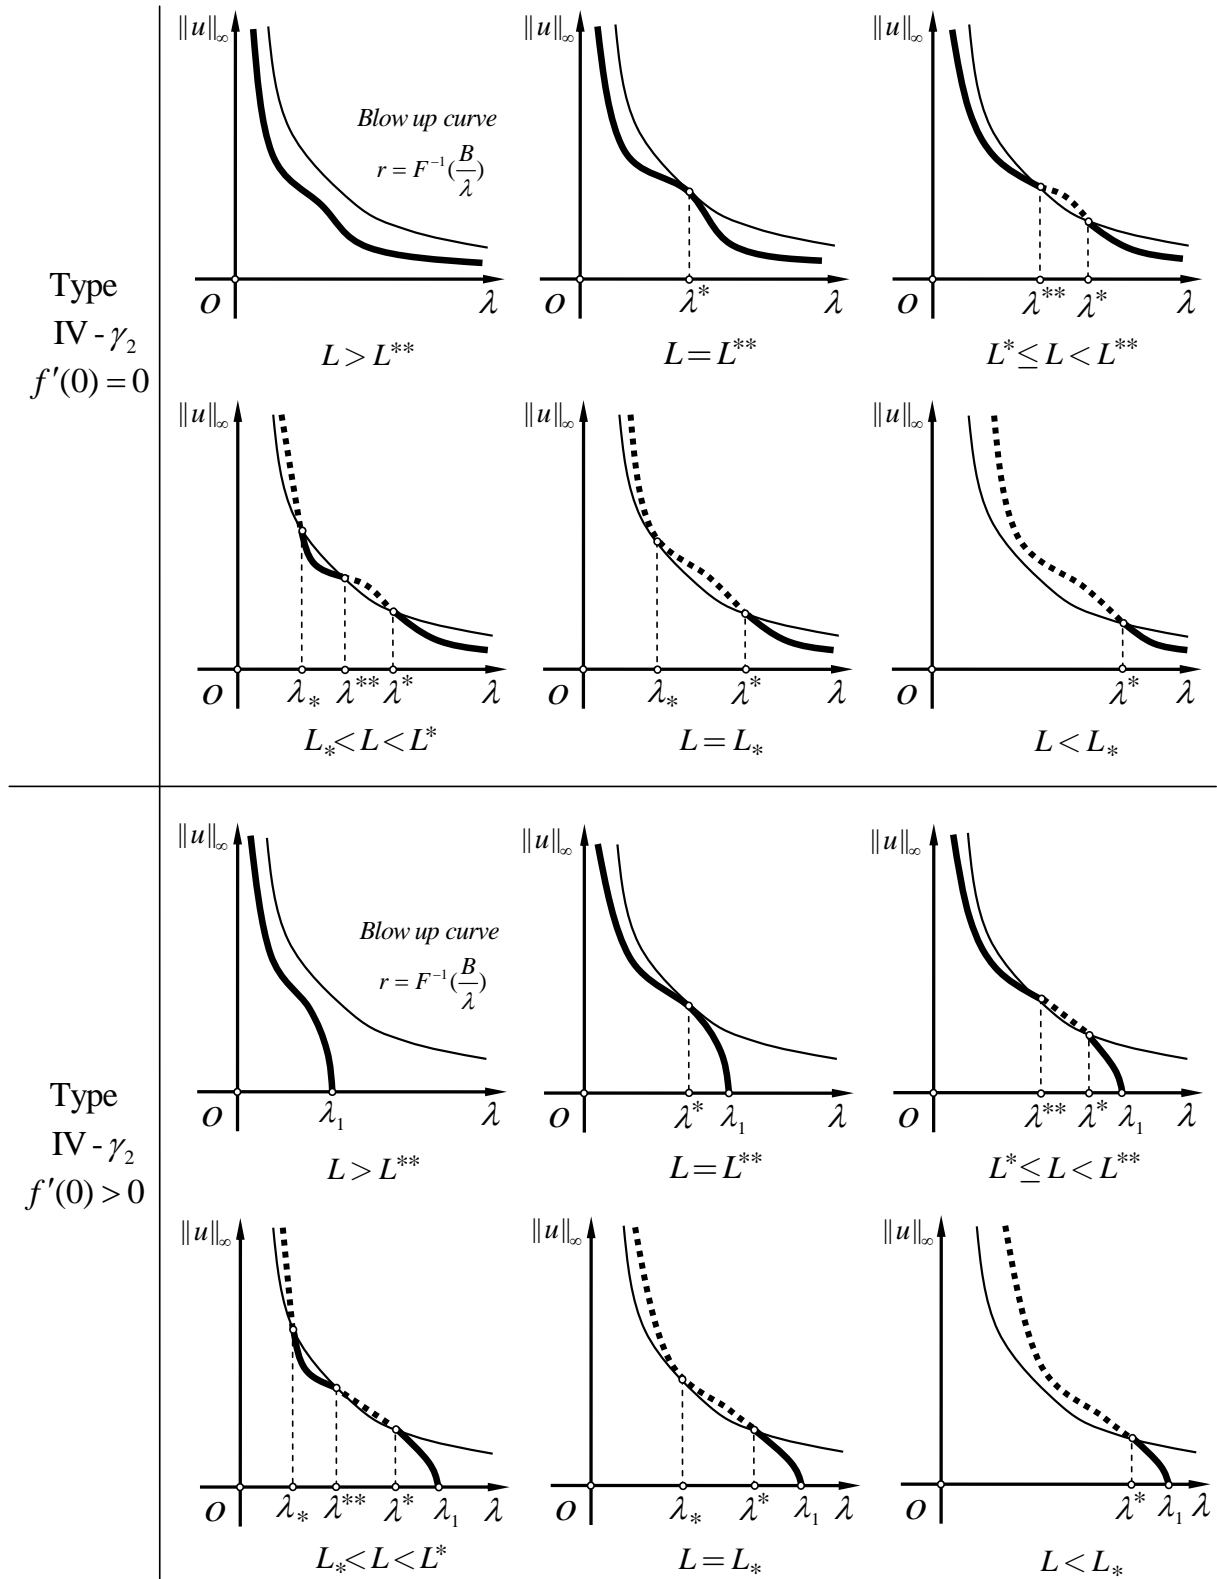 Type
IV - γ₂
f′(0) = 0
‖u‖∞
Blow up curve
r = F⁻¹(B/λ)
O
λ
L > L**
‖u‖∞
O
λ*
λ
L = L**
‖u‖∞
O
λ**
λ*
λ
L* ≤ L < L**
‖u‖∞
O
λ∗
λ**
λ*
λ
L∗ < L < L*
‖u‖∞
O
λ∗
λ*
λ
L = L∗
‖u‖∞
O
λ*
λ
L < L∗
Type
IV - γ₂
f′(0) > 0
‖u‖∞
Blow up curve
r = F⁻¹(B/λ)
O
λ₁
λ
L > L**
‖u‖∞
O
λ*
λ₁
λ
L = L**
‖u‖∞
O
λ**
λ*
λ₁
λ
L* ≤ L < L**
‖u‖∞
O
λ∗
λ**
λ*
λ₁
λ
L∗ < L < L*
‖u‖∞
O
λ∗
λ*
λ₁
λ
L = L∗
‖u‖∞
O
λ*
λ₁
λ
L < L∗